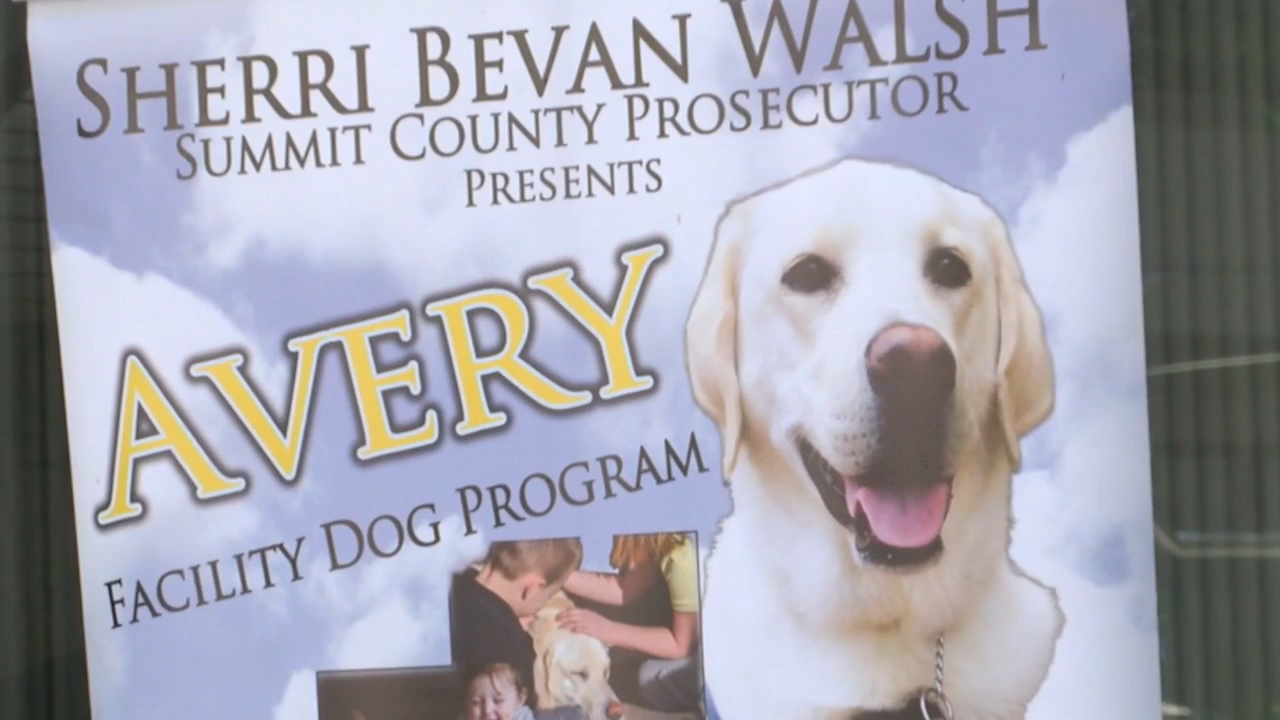 SHERRI BEVAN WALSH
SUMMIT COUNTY PROSECUTOR
PRESENTS
AVERY
FACILITY DOG PROGRAM